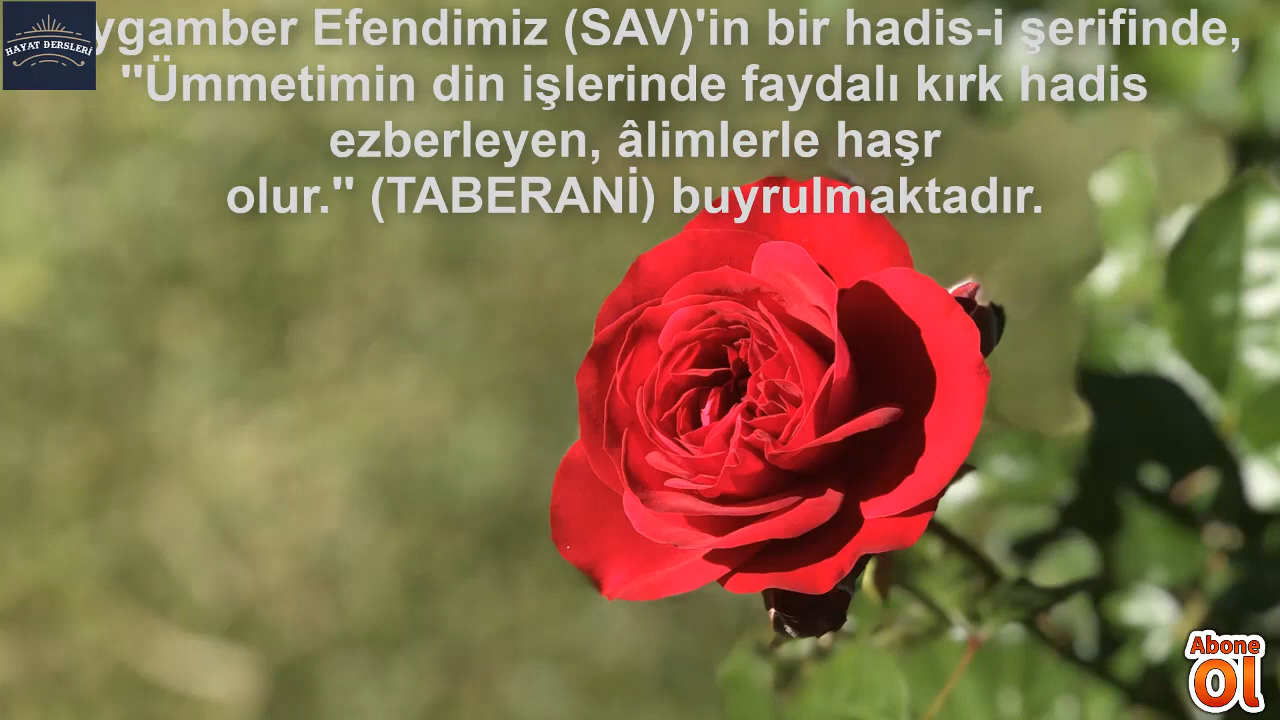 ygamber Efendimiz (SAV)'in bir hadis-i şerifinde,
"Ümmetimin din işlerinde faydalı kırk hadis
ezberleyen, âlimlerle haşr
olur." (TABERANİ) buyrulmaktadır.
HAYAT DERSLERİ
Abone
Ol